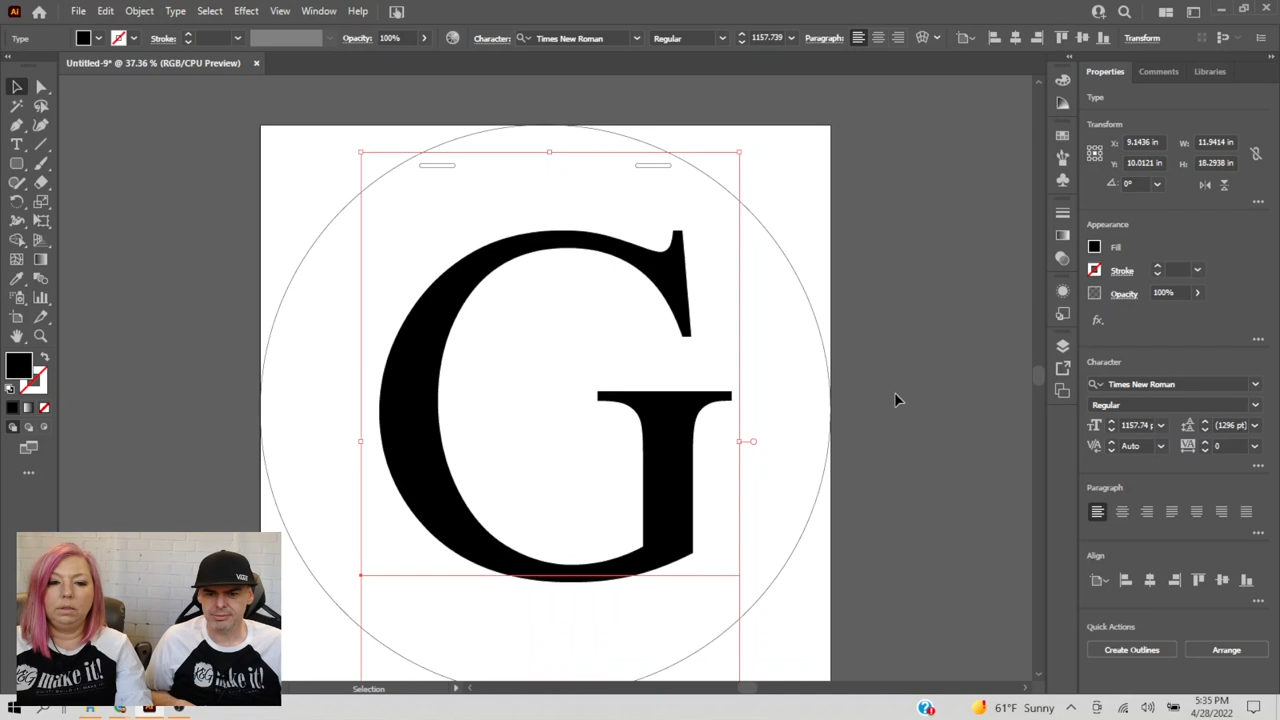 Ai File Edit Object Type Select Effect View Window Help
Type Stroke: Opacity: 100% Character: Times New Roman Regular 1157.739 Paragraph: Transform
Untitled-9* @ 37.36 % (RGB/CPU Preview)
Properties Comments Libraries
Type
Transform
X: 9.1436 in W: 11.9414 in
Y: 10.0121 in H: 18.2938 in
0°
Appearance
Fill
Stroke
Opacity 100%
fx.
Character
Times New Roman
Regular
1157.74 p (1296 pt)
Auto 0
Paragraph
Align
Quick Actions
Create Outlines Arrange
G
make it!
make it!
VANS
Selection
61°F Sunny
5:35 PM
4/28/2022